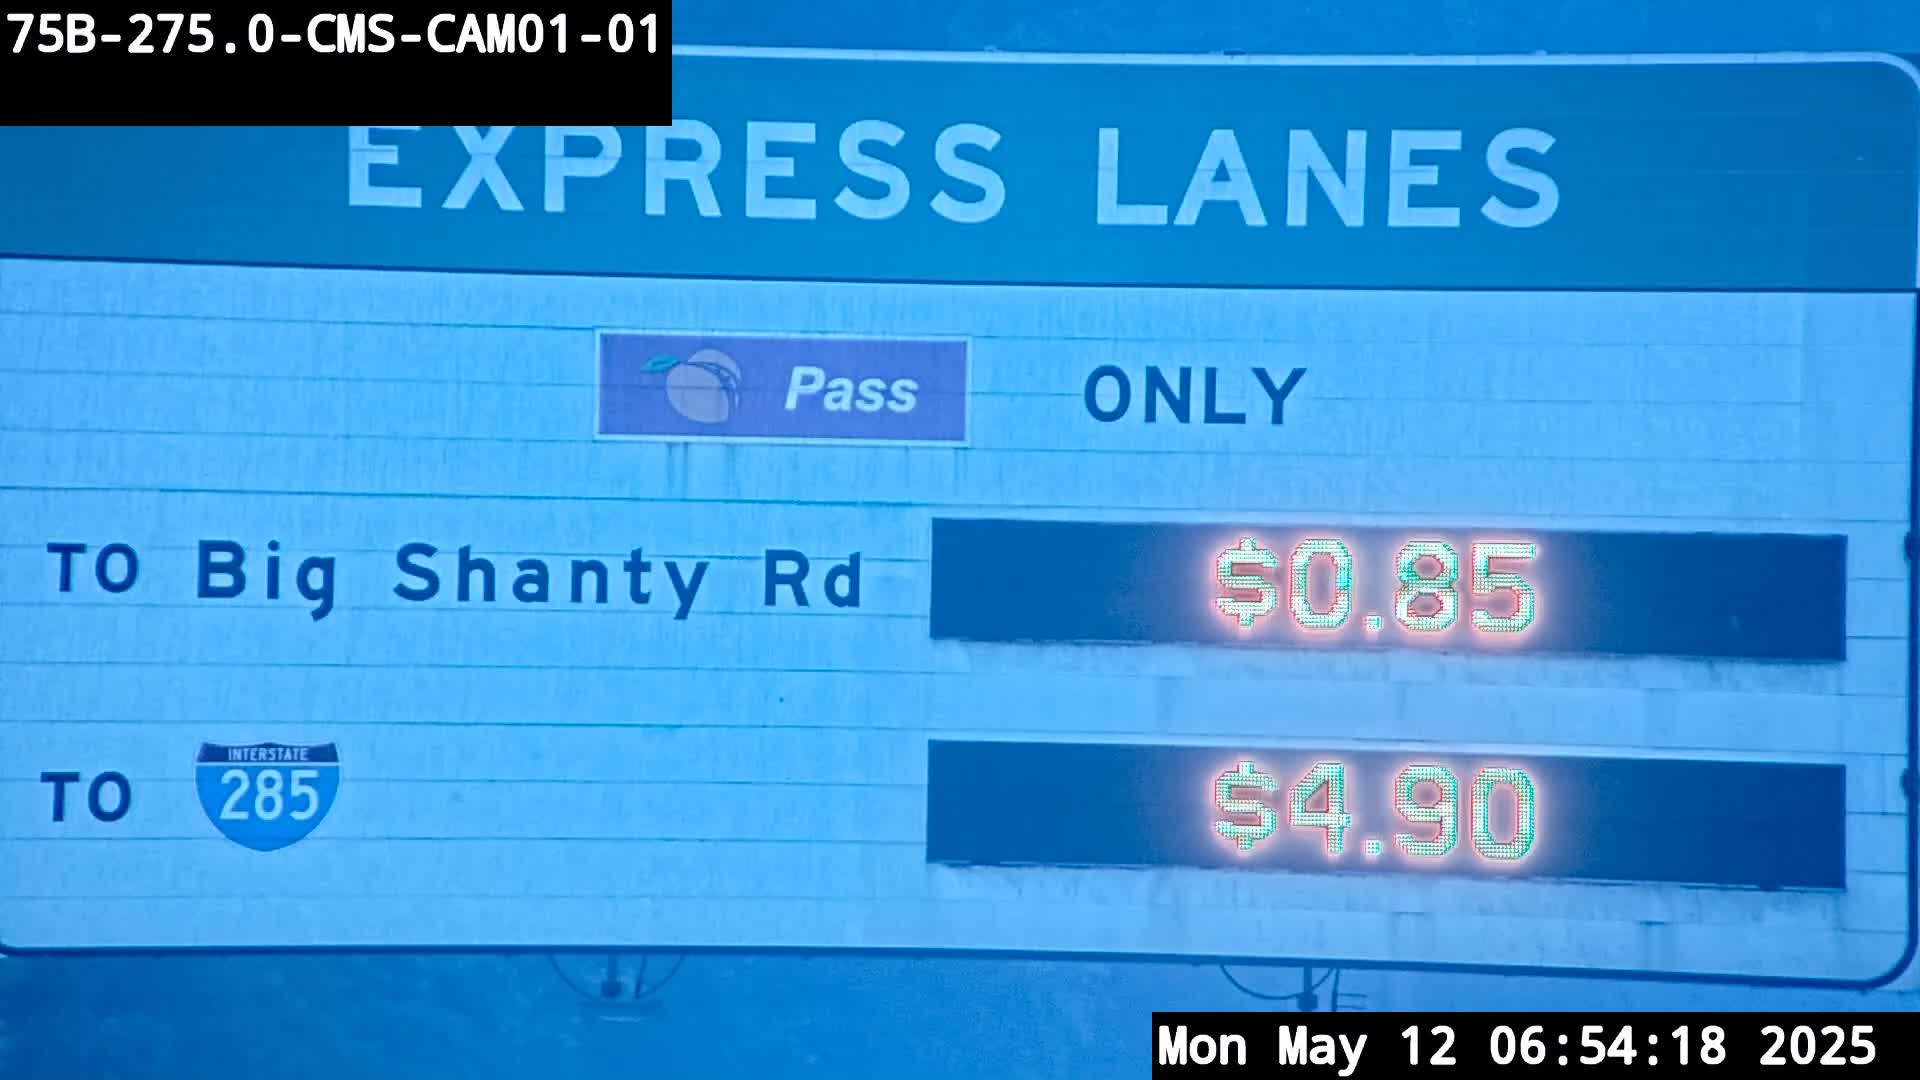 75B-275.0-CMS-CAM01-01
EXPRESS LANES
Pass ONLY
TO Big Shanty Rd $0.85
INTERSTATE
TO 285 $4.90
Mon May 12 06:54:18 2025